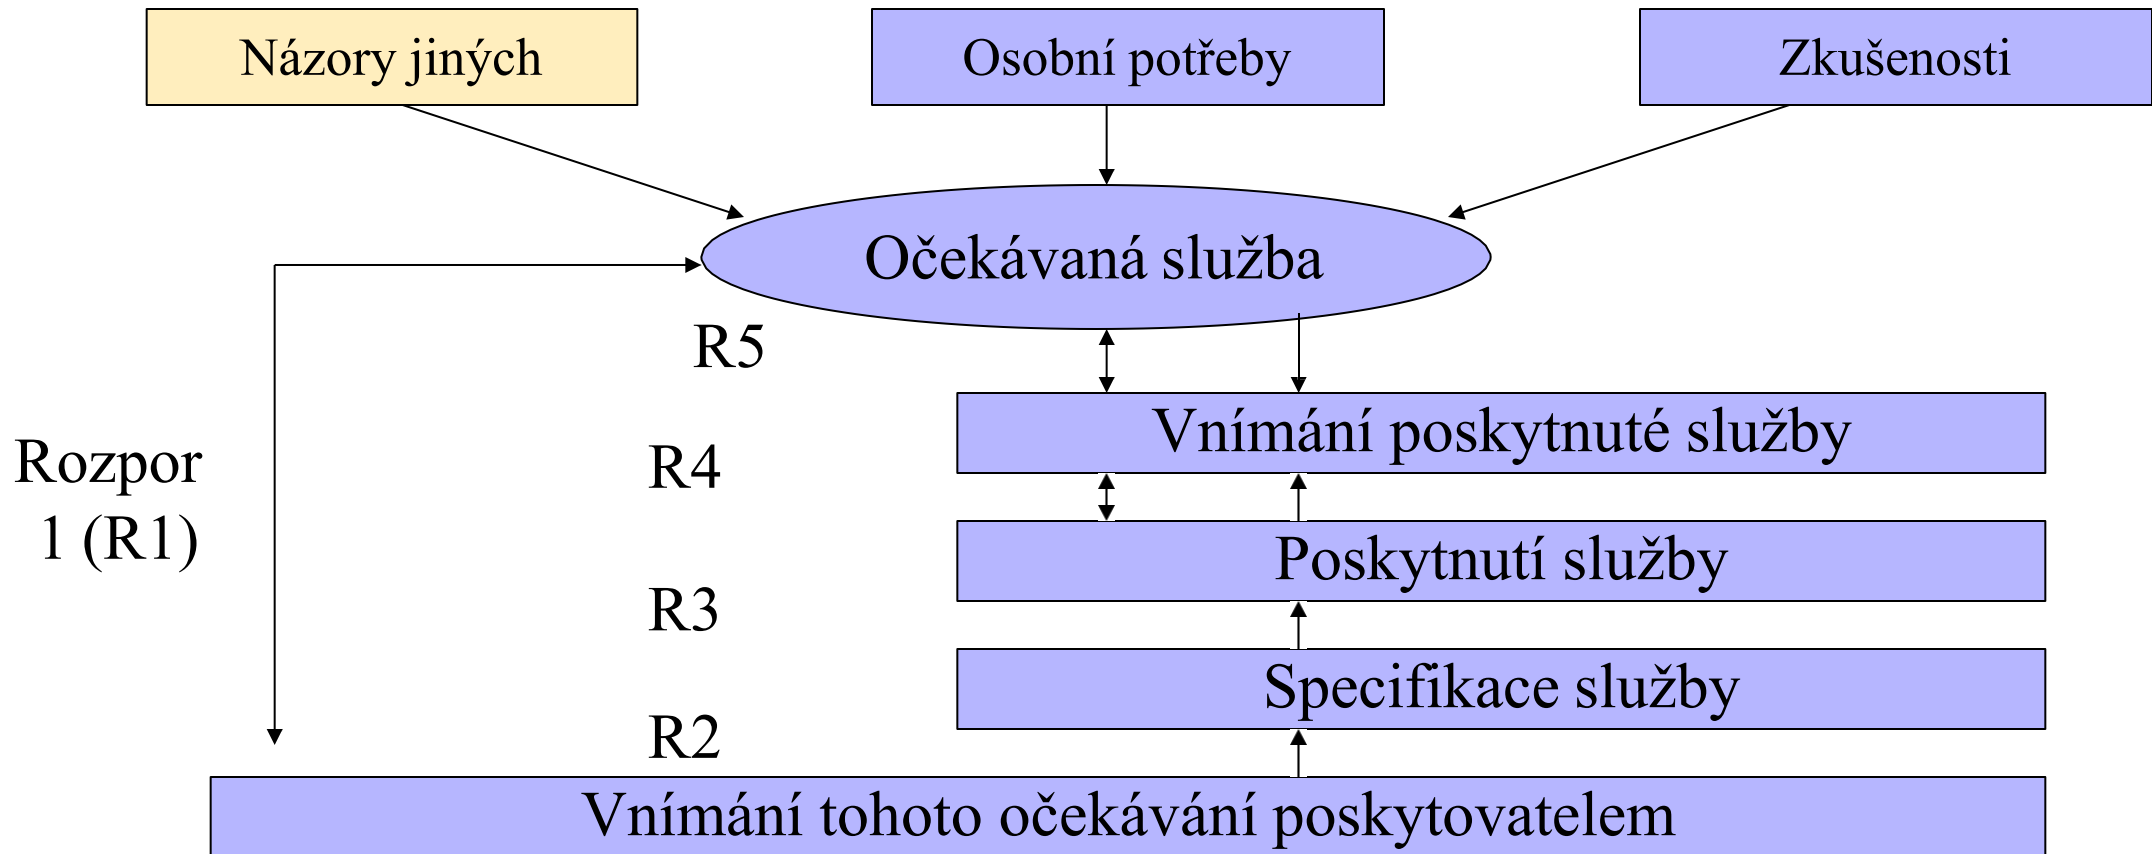 Názory jiných
Osobní potřeby
Zkušenosti
Očekávaná služba
R5
Vnímání poskytnuté služby
Rozpor
1 (R1)
R4
Poskytnutí služby
R3
Specifikace služby
R2
Vnímání tohoto očekávání poskytovatelem